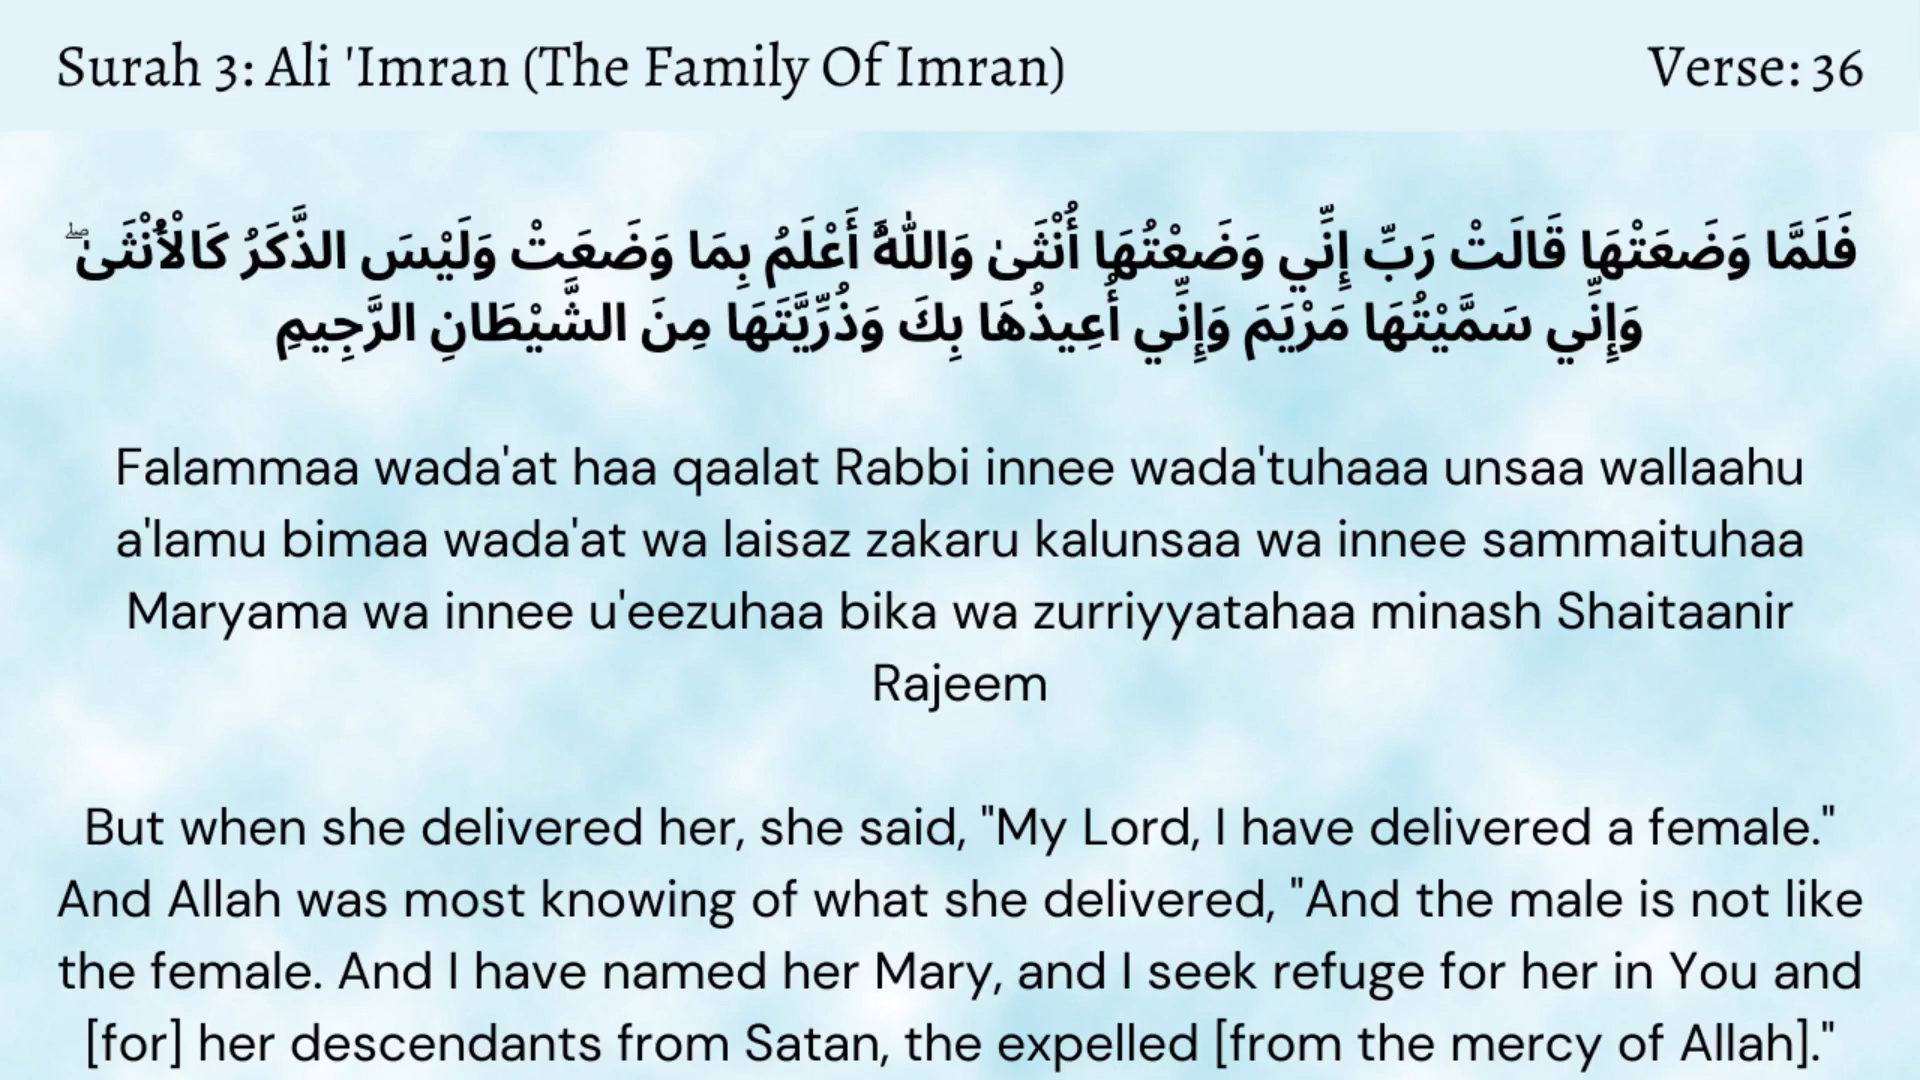 Surah 3: Ali 'Imran (The Family Of Imran)
Verse: 36
فَلَمَّا وَضَعَتْهَا قَالَتْ رَبِّ إِنِّي وَضَعْتُهَا أُنْثَىٰ وَاللَّهُ أَعْلَمُ بِمَا وَضَعَتْ وَلَيْسَ الذَّكَرُ كَالْأُنْثَىٰ ۖ
وَإِنِّي سَمَّيْتُهَا مَرْيَمَ وَإِنِّي أُعِيذُهَا بِكَ وَذُرِّيَّتَهَا مِنَ الشَّيْطَانِ الرَّجِيمِ
Falammaa wada'at haa qaalat Rabbi innee wada'tuhaaa unsaa wallaahu
a'lamu bimaa wada'at wa laisaz zakaru kalunsaa wa innee sammaituhaa
Maryama wa innee u'eezuhaa bika wa zurriyyatahaa minash Shaitaanir
Rajeem
But when she delivered her, she said, "My Lord, I have delivered a female."
And Allah was most knowing of what she delivered, "And the male is not like
the female. And I have named her Mary, and I seek refuge for her in You and
[for] her descendants from Satan, the expelled [from the mercy of Allah]."